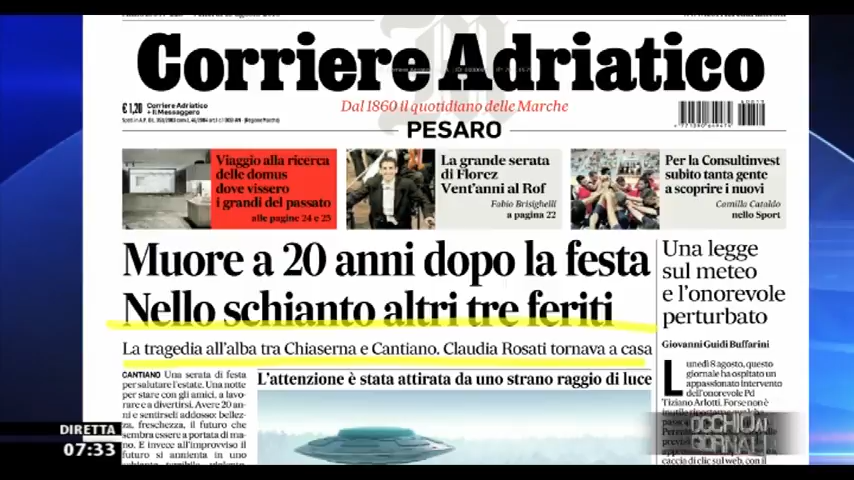 Corriere Adriatico
€ 1,20
Corriere Adriatico
+ Il Messaggero
Dal 1860 il quotidiano delle Marche
PESARO
Viaggio alla ricerca
delle domus
dove vissero
i grandi del passato
alle pagine 24 e 25
La grande serata
di Florez
Vent'anni al Rof
Fabio Brisighelli
a pagina 22
Per la Consultinvest
subito tanta gente
a scoprire i nuovi
Camilla Cataldo
nello Sport
Muore a 20 anni dopo la festa
Nello schianto altri tre feriti
La tragedia all'alba tra Chiaserna e Cantiano. Claudia Rosati tornava a casa
CANTIANO Una serata di festa
per salutare l'estate. Una notte
per stare con gli amici, a lavo-
rare e a divertirsi. Avere 20 an-
ni e sentirseli addosso: bellez-
za, freschezza, il futuro che
sembra essere a portata di ma-
no. E invece all'improvviso il
futuro si annienta in uno
L'attenzione è stata attirata da uno strano raggio di luce
Una legge
sul meteo
e l'onorevole
perturbato
Giovanni Guidi Buffarini
Lunedì 8 agosto, questo
giornale ha ospitato un
appassionato intervento
dell'onorevole Pd
Tiziano Arlotti. Forse non è
DIRETTA
07:33
OCCHIO AI
GIORNALI